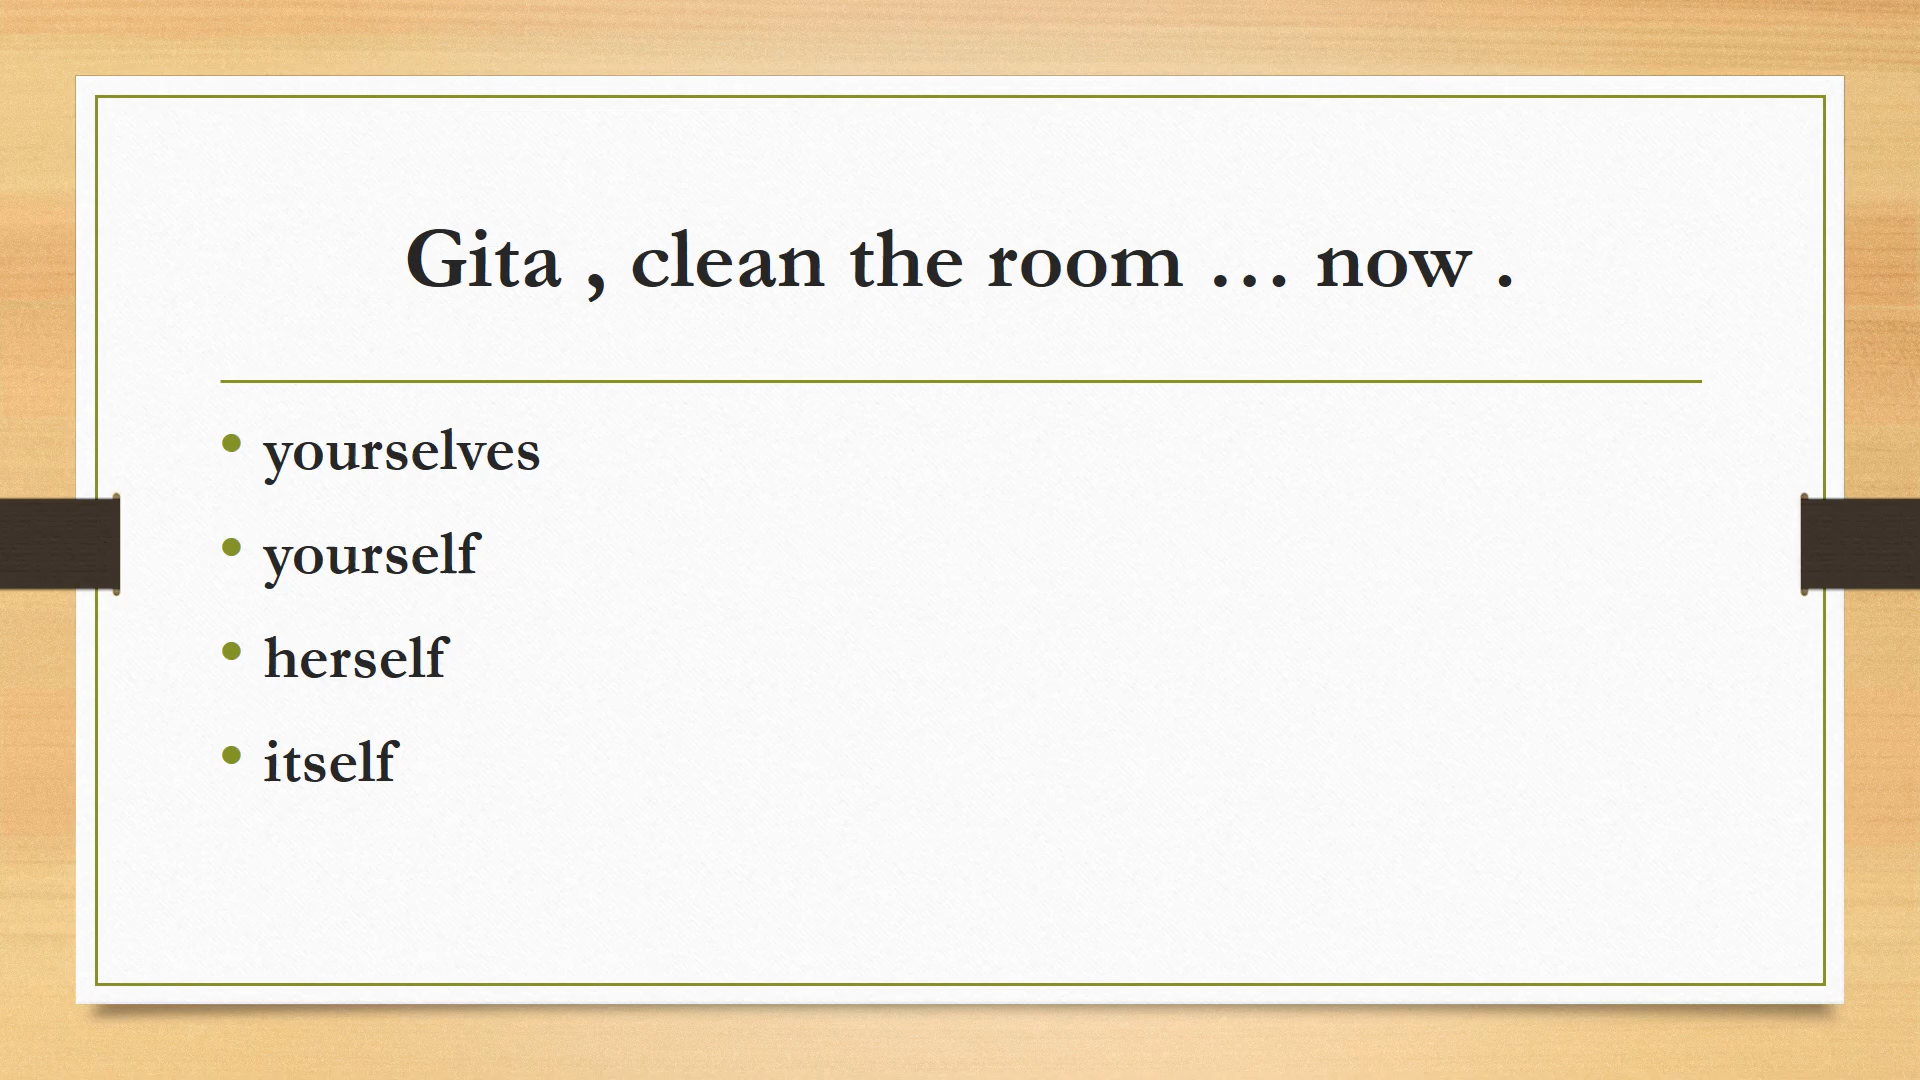 Gita , clean the room … now .
• yourselves
• yourself
• herself
• itself